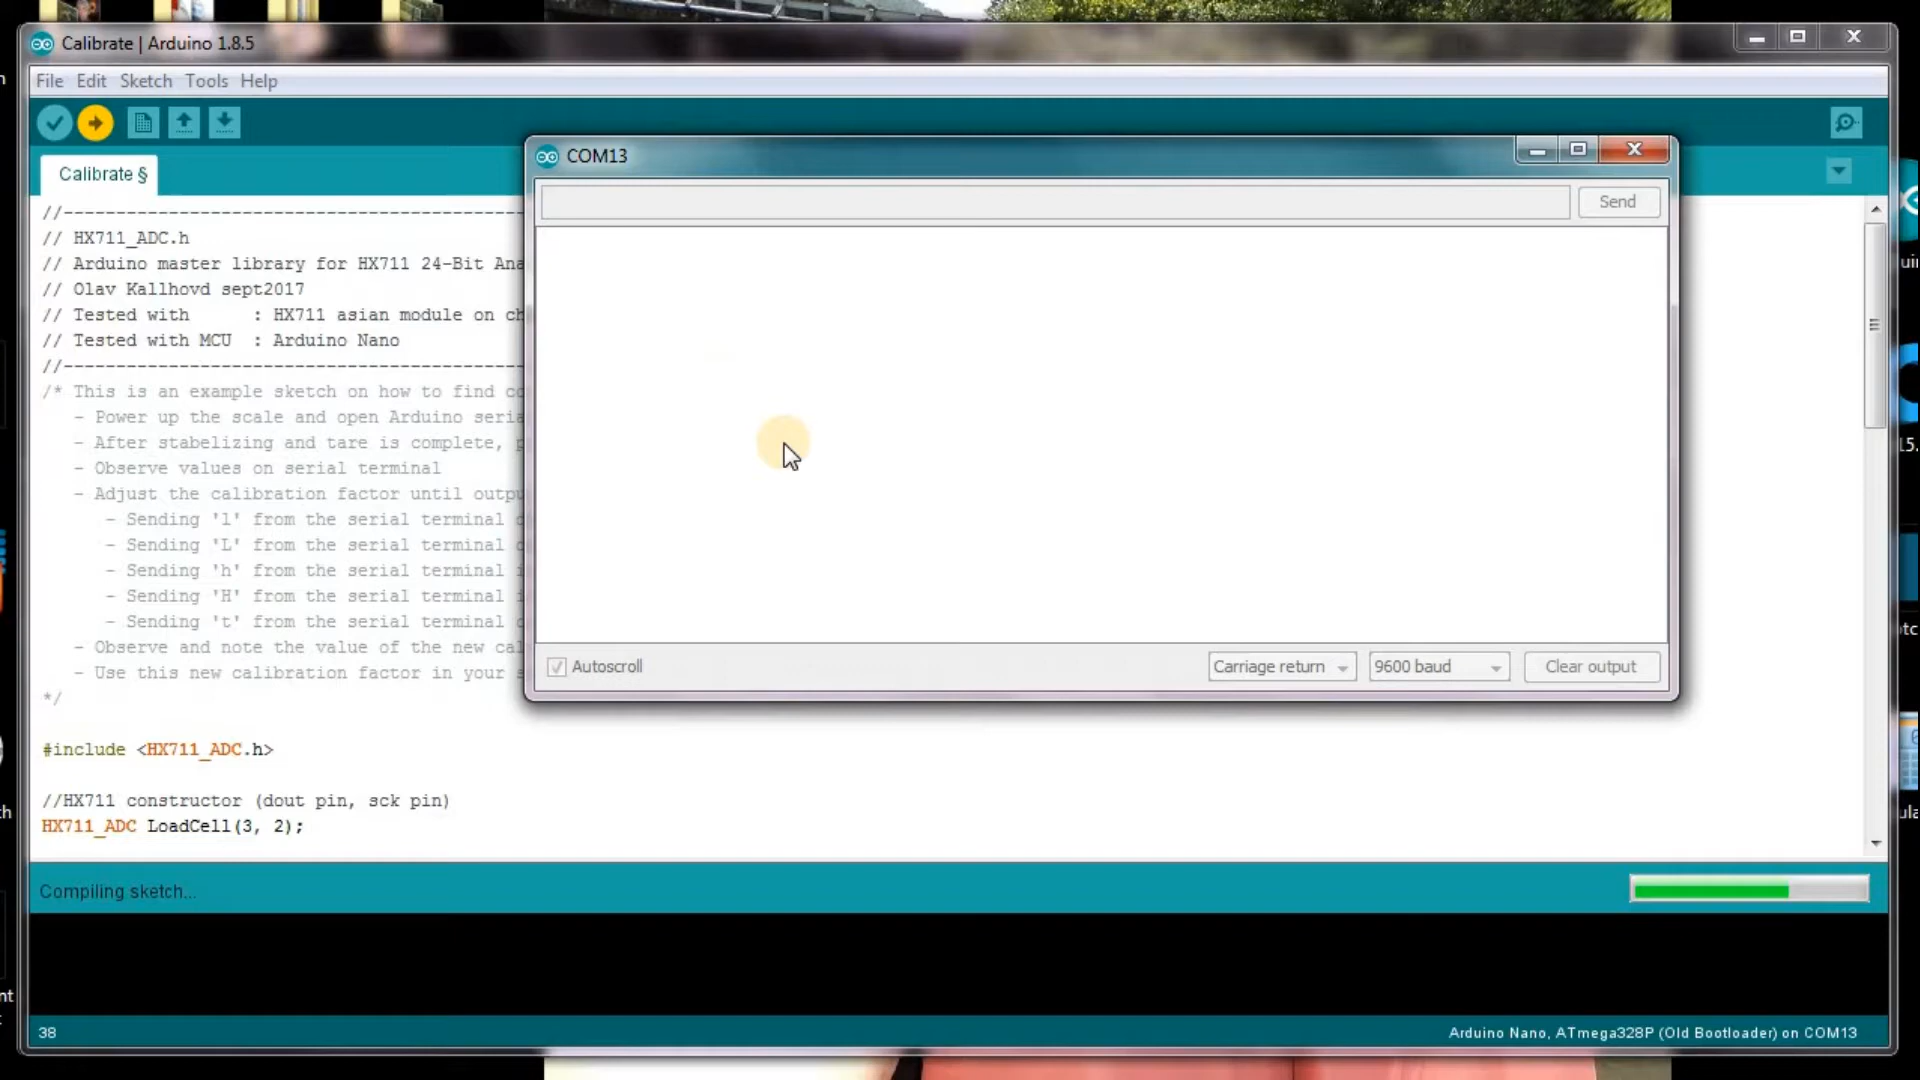 Calibrate | Arduino 1.8.5
File Edit Sketch Tools Help
Calibrate §
COM13
Send
//-----------------------------------------------
// HX711_ADC.h
// Arduino master library for HX711 24-Bit
// Olav Kallhovd sept2017
// Tested with      : HX711 asian module on
// Tested with MCU  : Arduino Nano
//-----------------------------------------------
/* This is an example sketch on how to find
- Power up the scale and open Arduino
- After stabelizing and tare is complete,
- Observe values on serial terminal
- Adjust the calibration factor until
- Sending 'l' from the serial terminal
- Sending 'L' from the serial terminal
- Sending 'h' from the serial terminal
- Sending 'H' from the serial terminal
- Sending 't' from the serial terminal
- Observe and note the value of the new
- Use this new calibration factor in your
*/
#include <HX711_ADC.h>
//HX711 constructor (dout pin, sck pin)
HX711_ADC LoadCell(3, 2);
Autoscroll
Carriage return
9600 baud
Clear output
Compiling sketch...
38
Arduino Nano, ATmega328P (Old Bootloader) on COM13